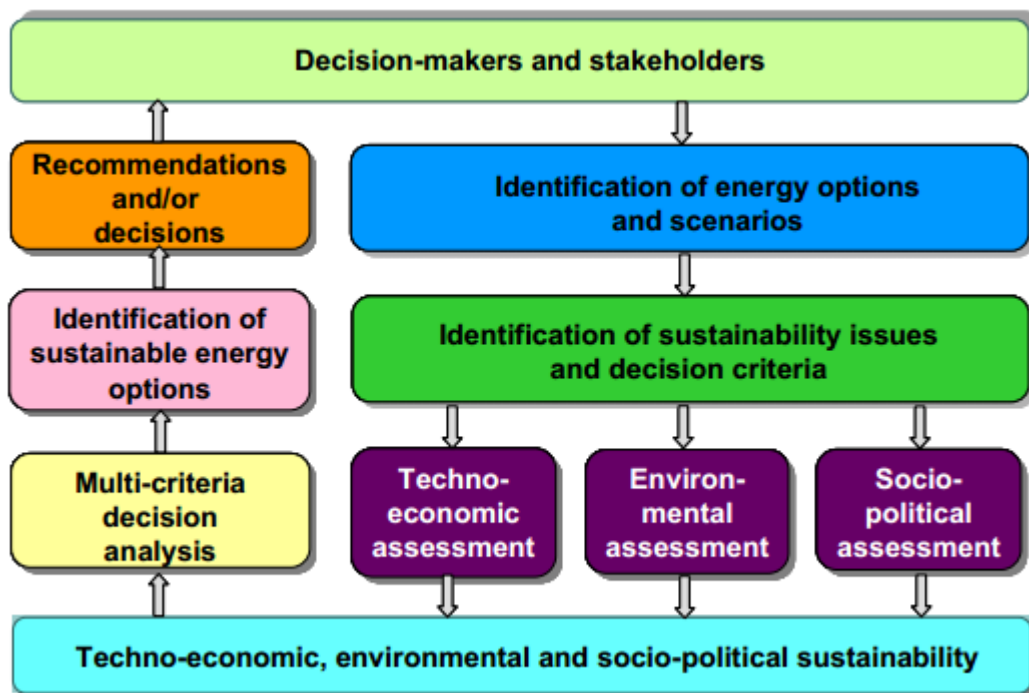 Decision-makers and stakeholders
Recommendations
and/or
decisions
Identification of energy options
and scenarios
Identification of
sustainable energy
options
Identification of sustainability issues
and decision criteria
Multi-criteria
decision
analysis
Techno-
economic
assessment
Environ-
mental
assessment
Socio-
political
assessment
Techno-economic, environmental and socio-political sustainability